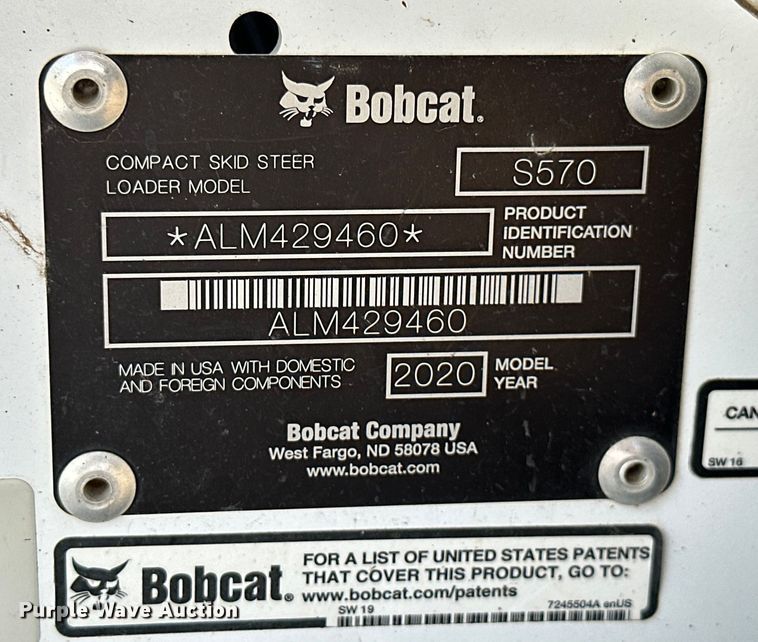 Bobcat.
COMPACT SKID STEER
LOADER MODEL
S570
*ALM429460*
PRODUCT
IDENTIFICATION
NUMBER
ALM429460
MADE IN USA WITH DOMESTIC
AND FOREIGN COMPONENTS
2020
MODEL
YEAR
Bobcat Company
West Fargo, ND 58078 USA
www.bobcat.com
CAN
SW 16
Bobcat.
FOR A LIST OF UNITED STATES PATENTS
THAT COVER THIS PRODUCT, GO TO:
www.bobcat.com/patents
SW 19
7245504A enUS
Purple Wave Auction